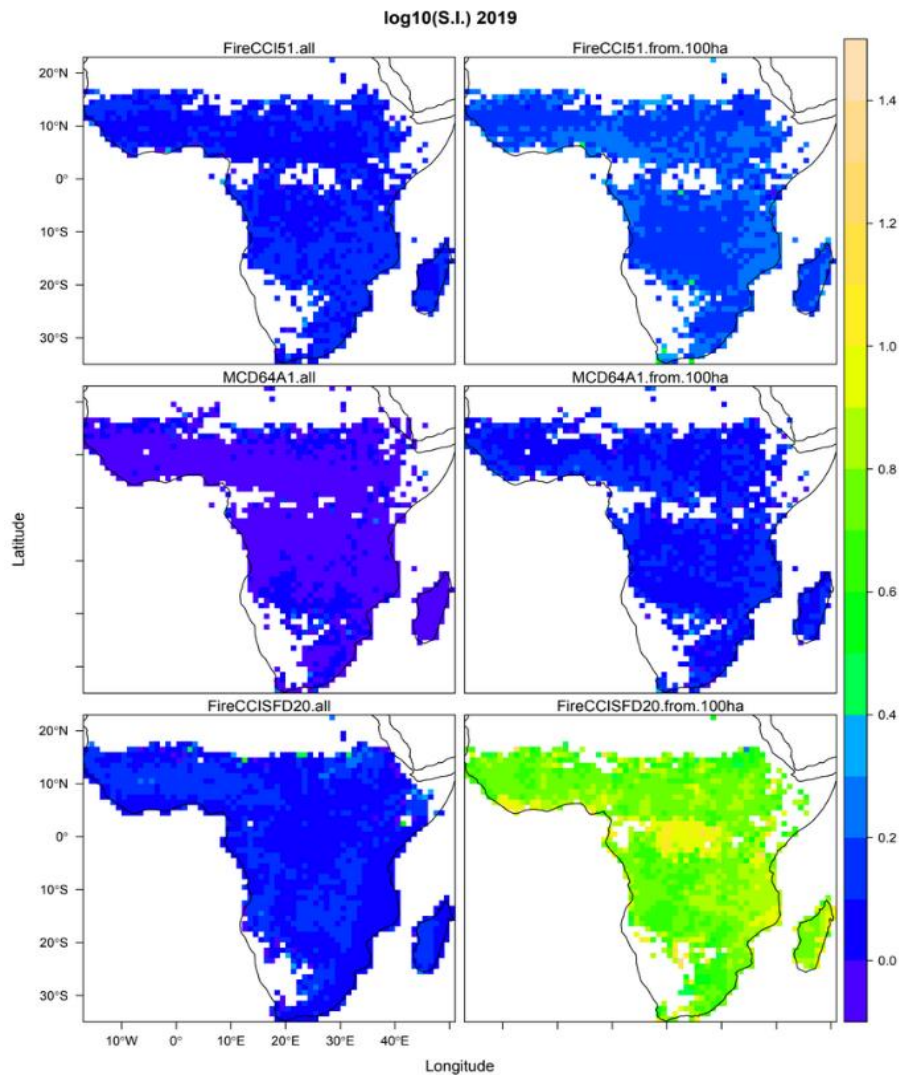 log10(S.I.) 2019
FireCCI51.all
FireCCI51.from.100ha
20°N
10°N
0°
10°S
20°S
30°S
MCD64A1.all
MCD64A1.from.100ha
Latitude
FireCCISFD20.all
FireCCISFD20.from.100ha
20°N
10°N
0°
10°S
20°S
30°S
10°W 0° 10°E 20°E 30°E 40°E
Longitude
1.4
1.2
1.0
0.8
0.6
0.4
0.2
0.0